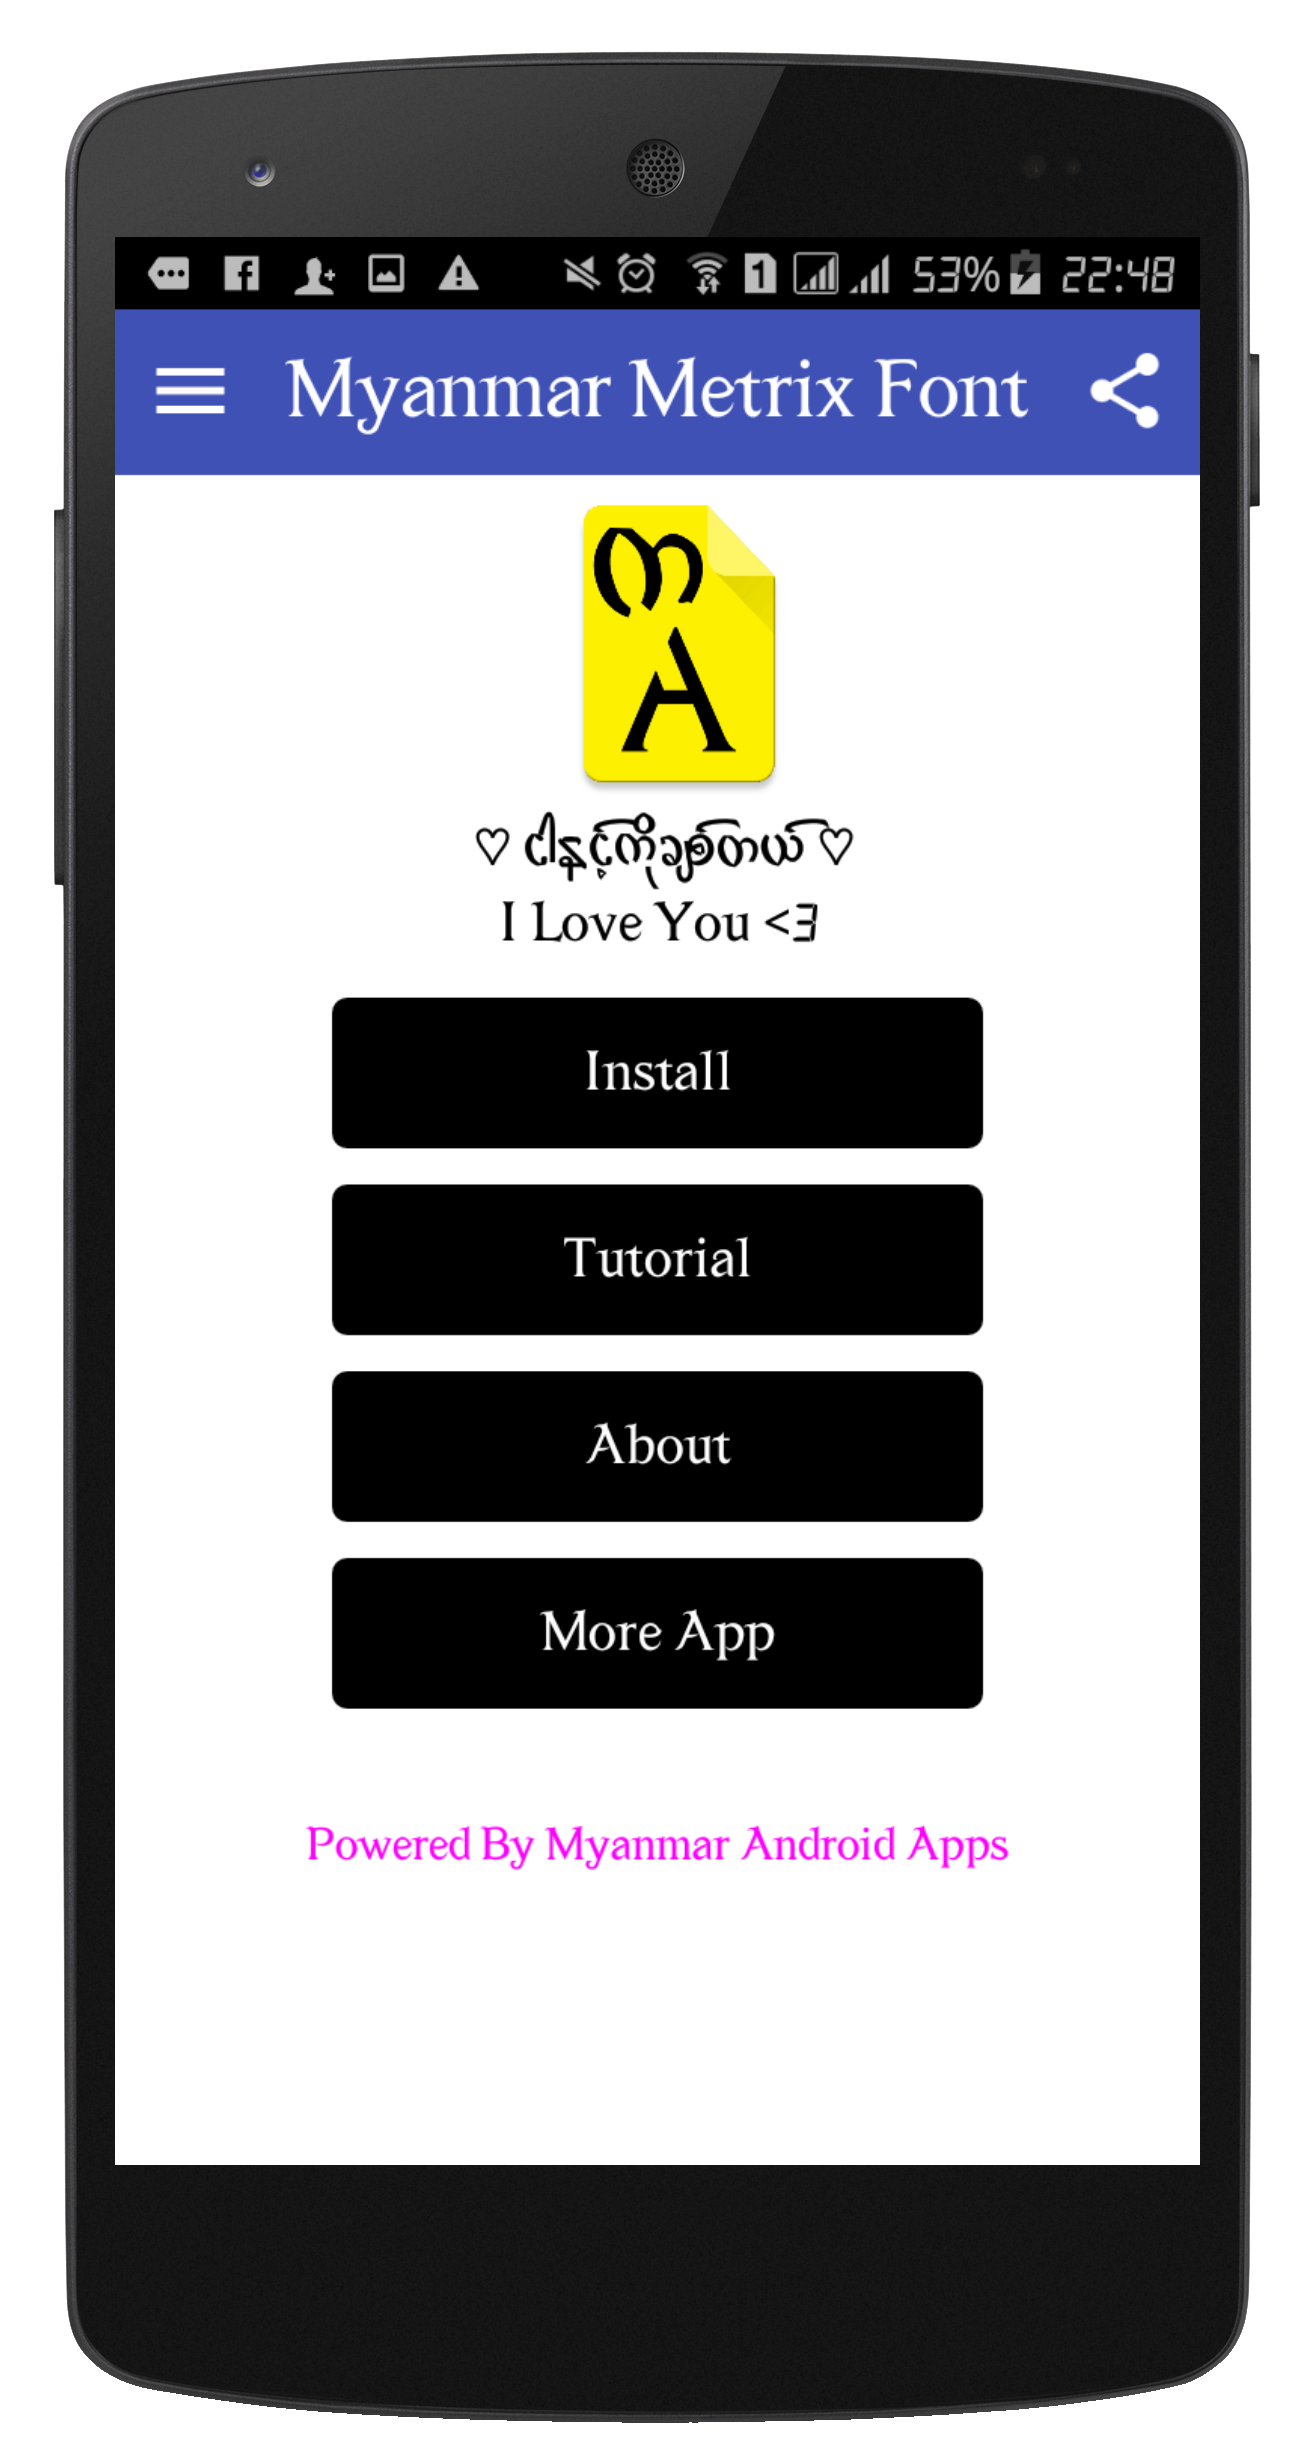 1 53% 22:48
Myanmar Metrix Font
က
A
♡ ငါနင့်ကိုချစ်တယ် ♡
I Love You <3
Install
Tutorial
About
More App
Powered By Myanmar Android Apps